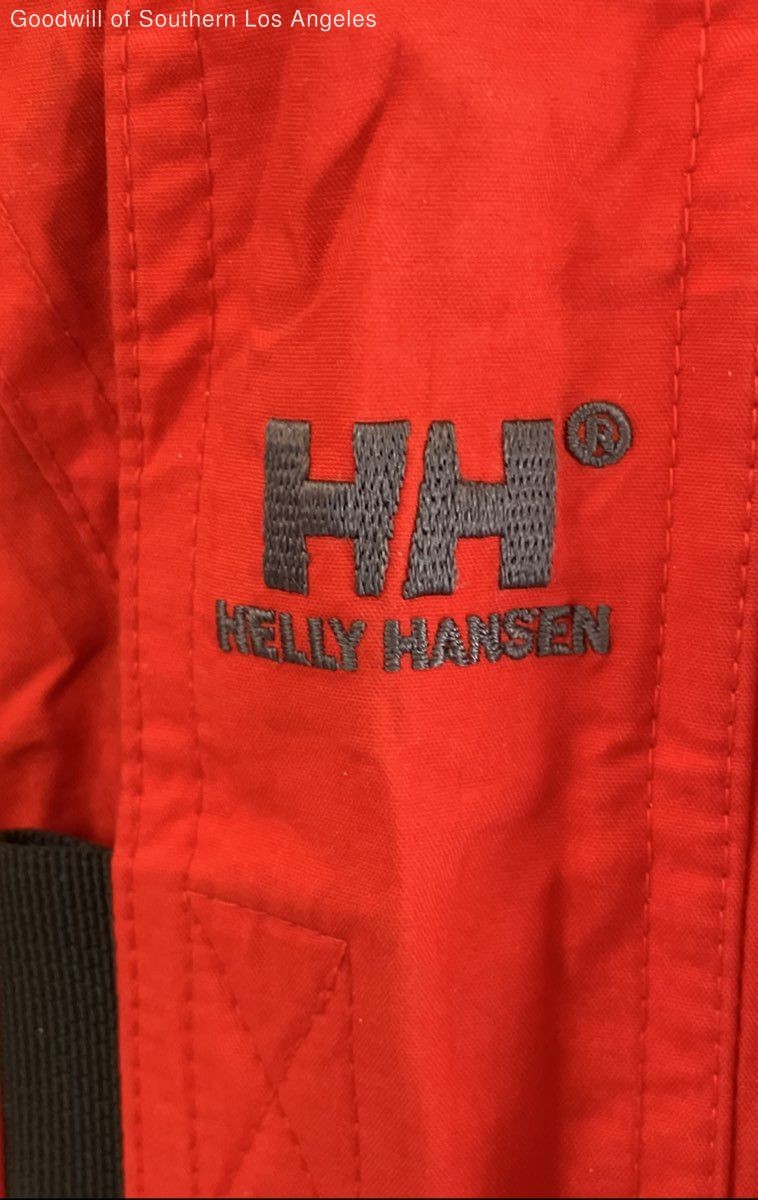 Goodwill of Southern Los Angeles
HH®
HELLY HANSEN